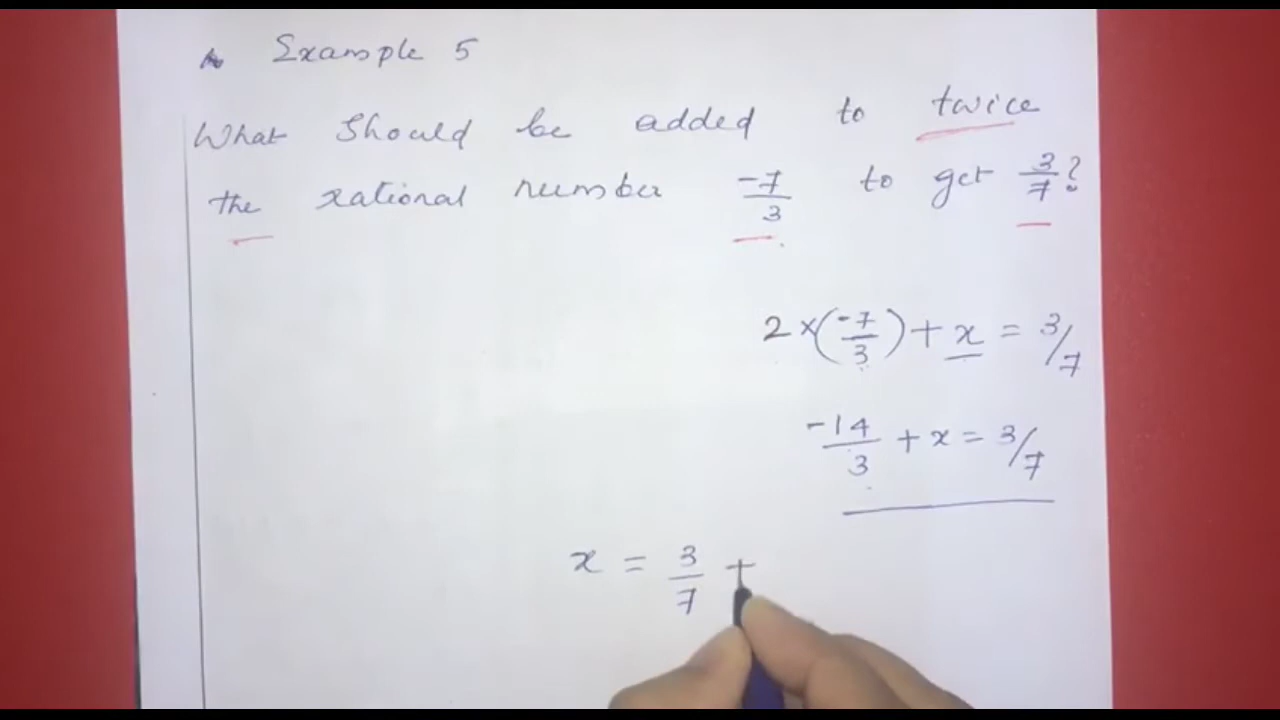 Example 5
What should be added to twice
the rational number -7/3 to get 3/7?
2×(-7/3)+x = 3/7
-14/3 + x = 3/7
x = 3/7 +